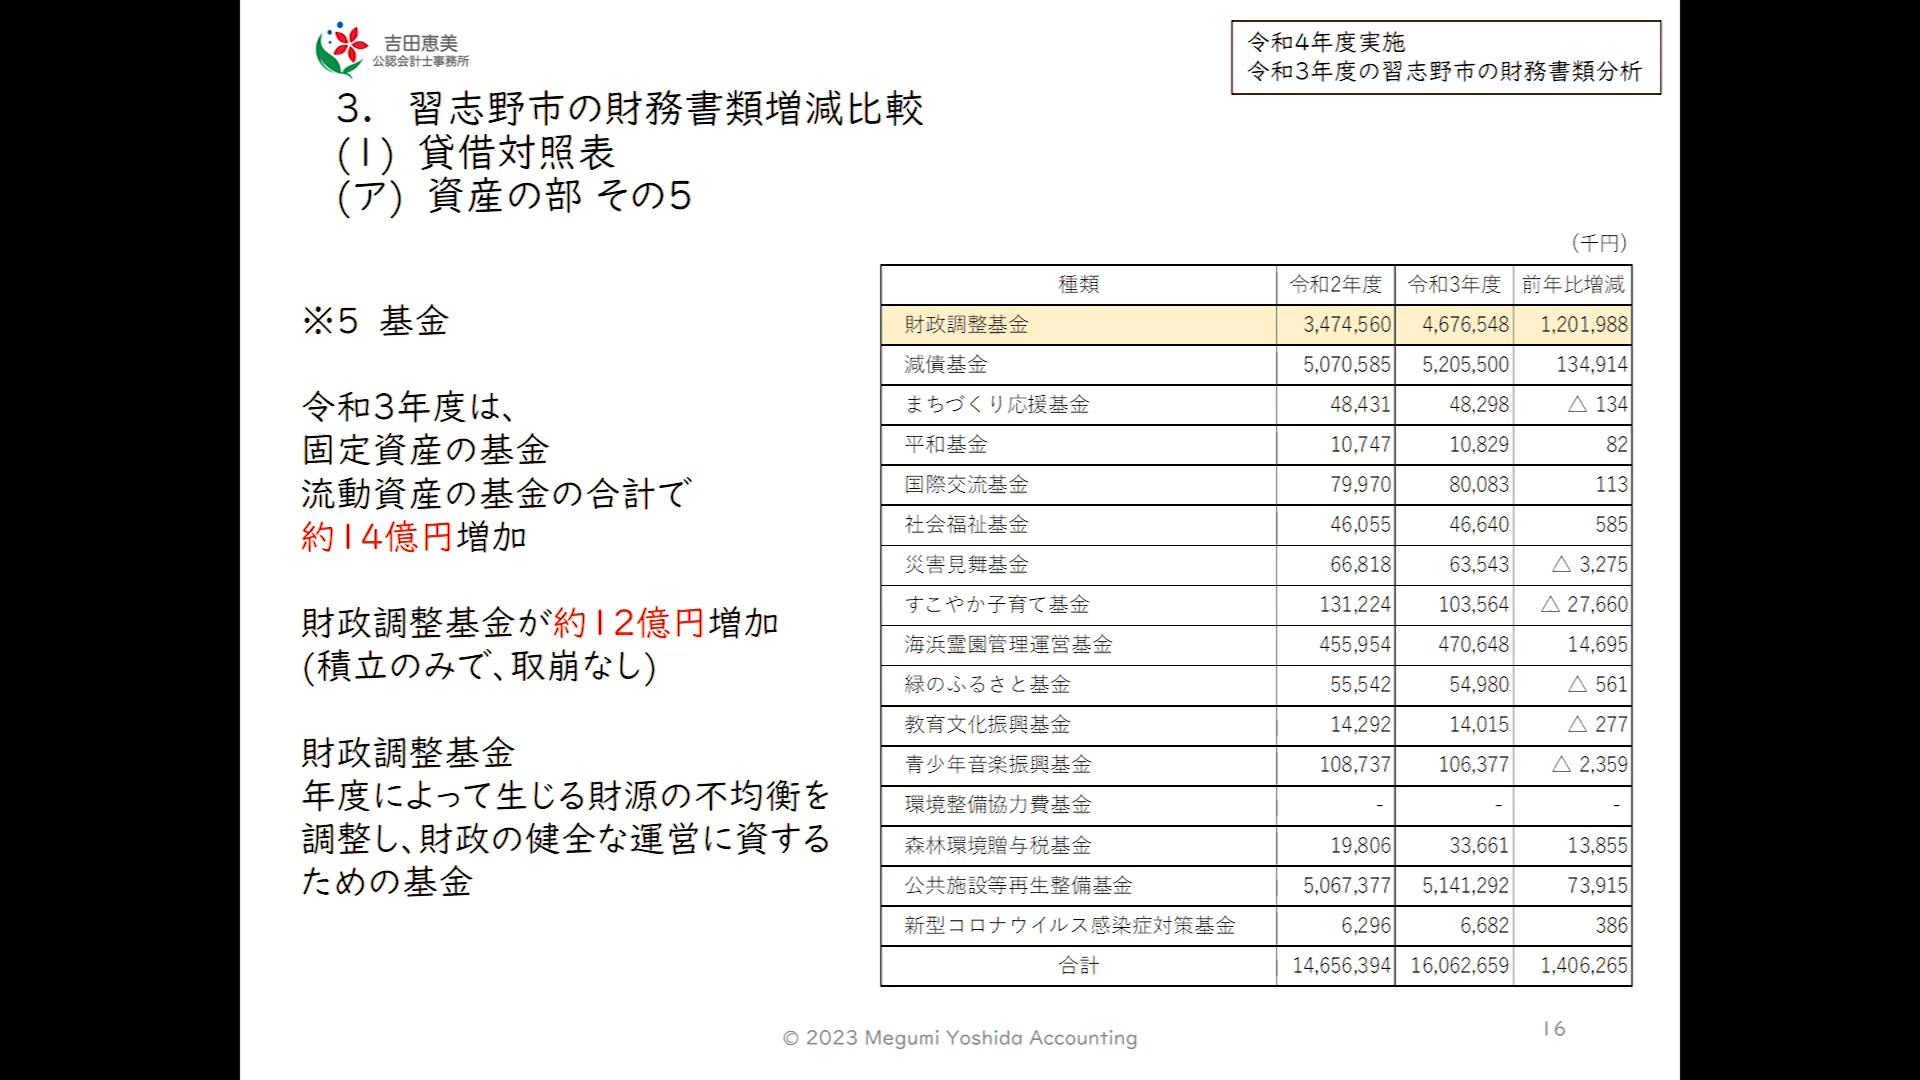 吉田恵美
公認会計士事務所
令和4年度実施
令和3年度の習志野市の財務書類分析
3. 習志野市の財務書類増減比較
(1) 貸借対照表
(ア) 資産の部 その5
※5 基金
令和3年度は、
固定資産の基金
流動資産の基金の合計で
約14億円増加
財政調整基金が約12億円増加
(積立のみで、取崩なし)
財政調整基金
年度によって生じる財源の不均衡を
調整し、財政の健全な運営に資する
ための基金
(千円)
種類 令和2年度 令和3年度 前年比増減
財政調整基金 3,474,560 4,676,548 1,201,988
減債基金 5,070,585 5,205,500 134,914
まちづくり応援基金 48,431 48,298 △ 134
平和基金 10,747 10,829 82
国際交流基金 79,970 80,083 113
社会福祉基金 46,055 46,640 585
災害見舞基金 66,818 63,543 △ 3,275
すこやか子育て基金 131,224 103,564 △ 27,660
海浜霊園管理運営基金 455,954 470,648 14,695
緑のふるさと基金 55,542 54,980 △ 561
教育文化振興基金 14,292 14,015 △ 277
青少年音楽振興基金 108,737 106,377 △ 2,359
環境整備協力費基金 - - -
森林環境贈与税基金 19,806 33,661 13,855
公共施設等再生整備基金 5,067,377 5,141,292 73,915
新型コロナウイルス感染症対策基金 6,296 6,682 386
合計 14,656,394 16,062,659 1,406,265
© 2023 Megumi Yoshida Accounting
16